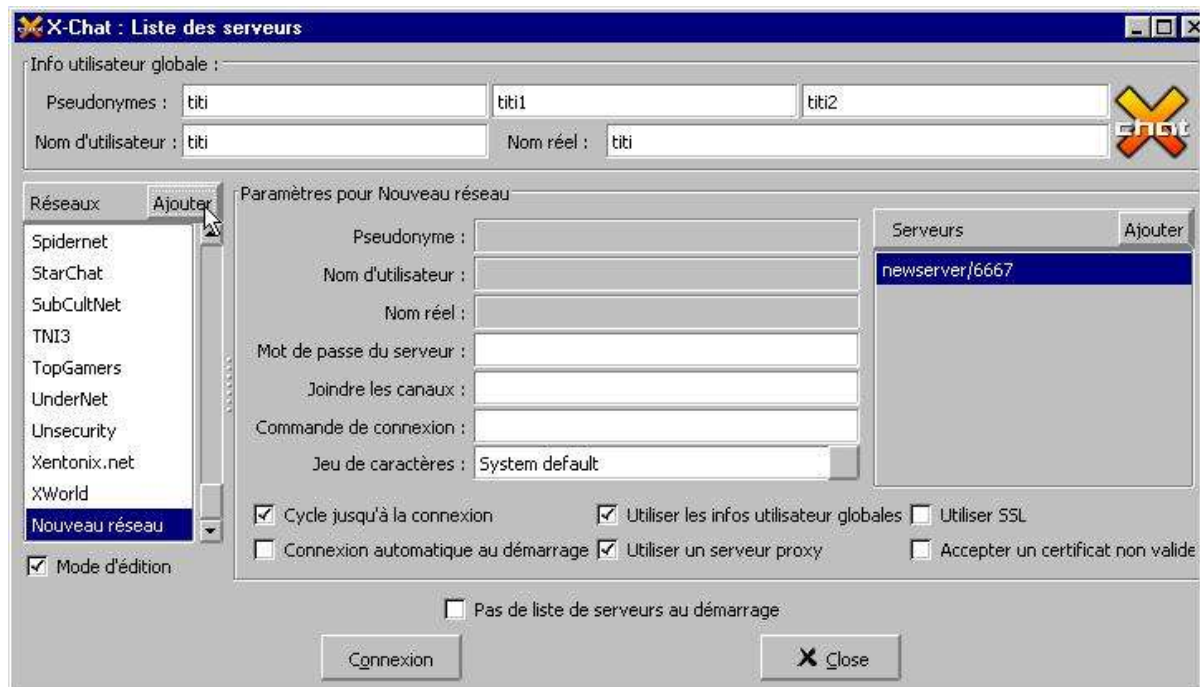 X-Chat : Liste des serveurs
Info utilisateur globale :
Pseudonymes : titi titi1 titi2
Nom d'utilisateur : titi Nom réel : titi
X chat
Réseaux Ajouter
Spidernet
StarChat
SubCultNet
TNI3
TopGamers
UnderNet
Unsecurity
Xentonix.net
XWorld
Nouveau réseau
Mode d'édition
Paramètres pour Nouveau réseau
Pseudonyme :
Nom d'utilisateur :
Nom réel :
Mot de passe du serveur :
Joindre les canaux :
Commande de connexion :
Jeu de caractères : System default
Serveurs Ajouter
newserver/6667
Cycle jusqu'à la connexion Utiliser les infos utilisateur globales Utiliser SSL
Connexion automatique au démarrage Utiliser un serveur proxy Accepter un certificat non valide
Pas de liste de serveurs au démarrage
Connexion Close